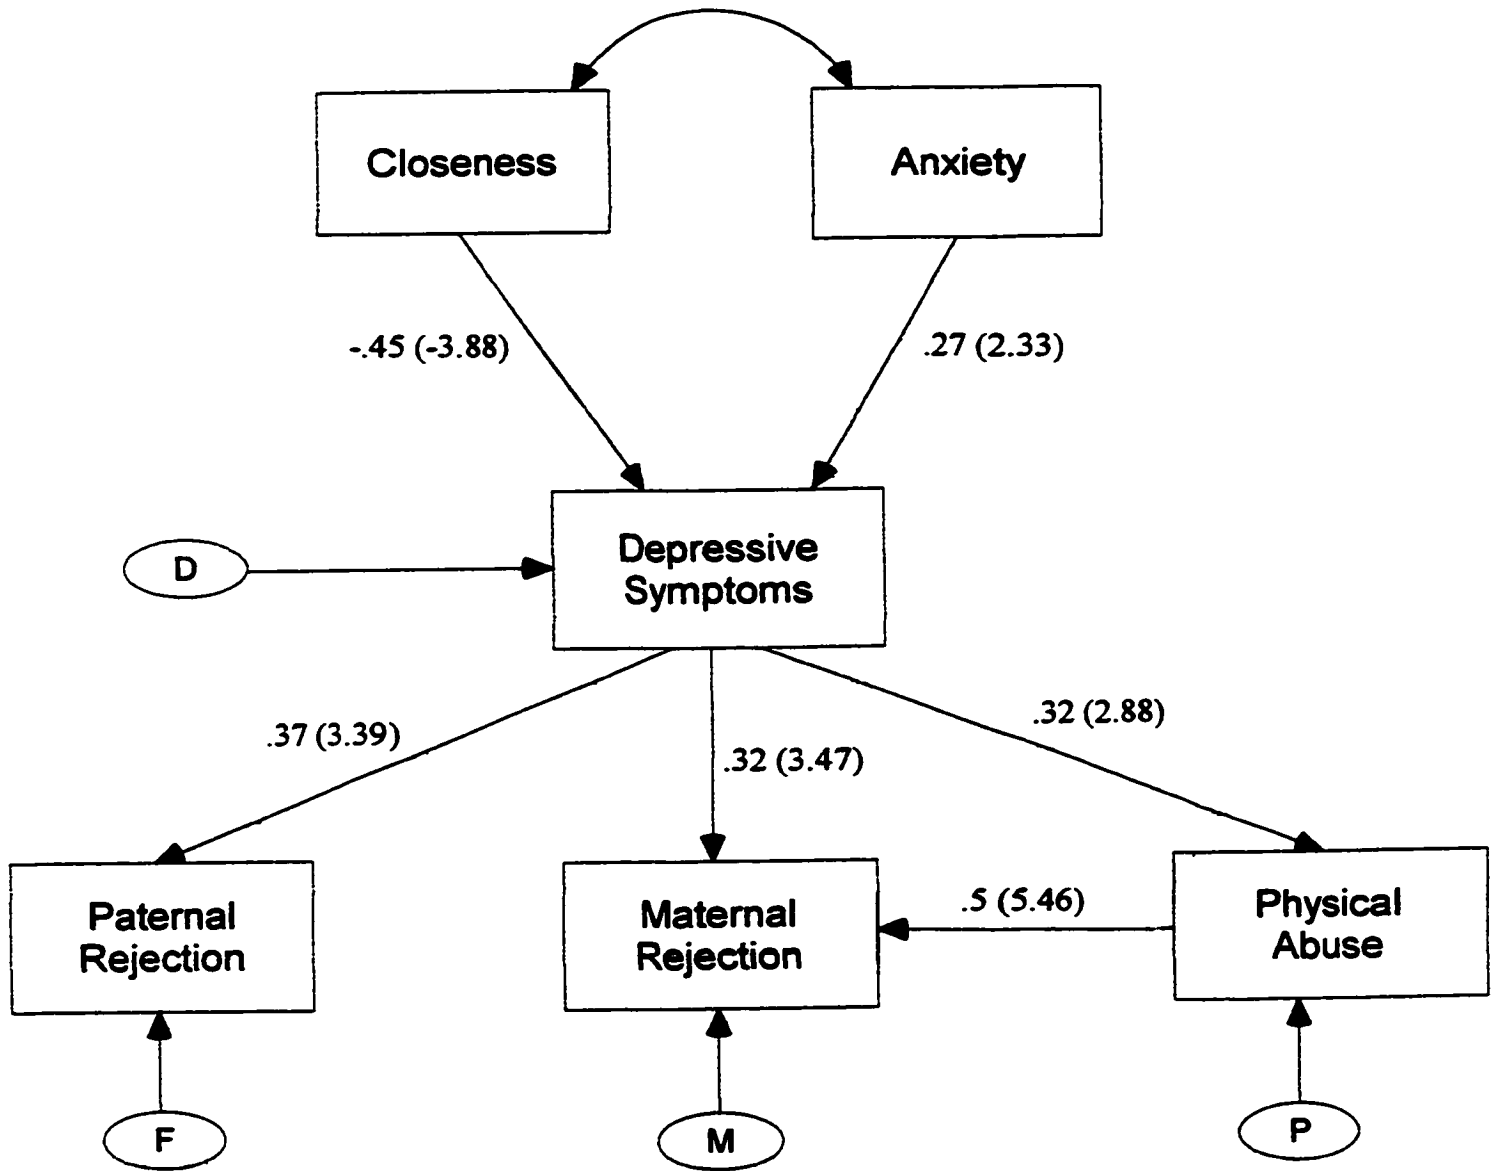 Closeness
Anxiety
-.45 (-3.88)
.27 (2.33)
Depressive
Symptoms
D
.37 (3.39)
.32 (3.47)
.32 (2.88)
Paternal
Rejection
Maternal
Rejection
.5 (5.46)
Physical
Abuse
F
M
P